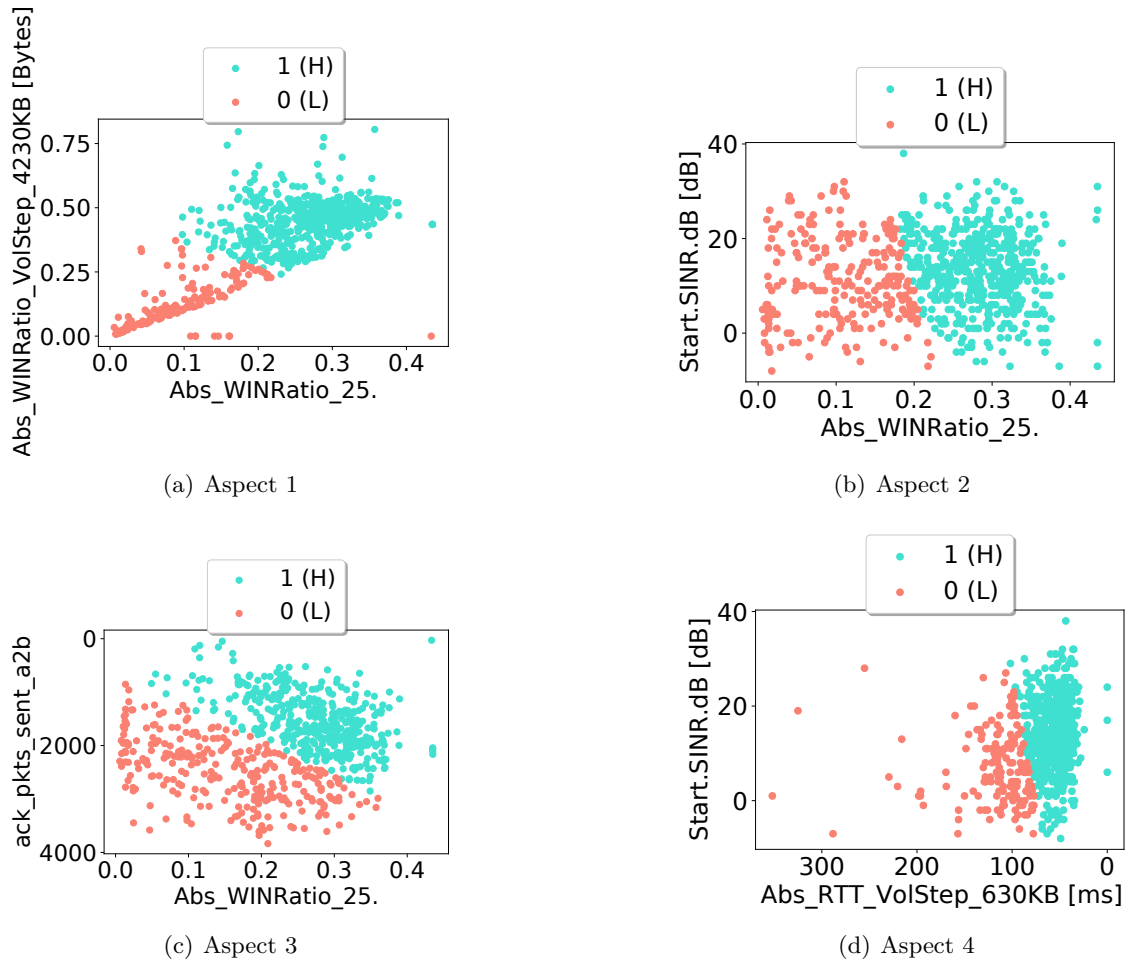 Abs_WINRatio_VolStep_4230KB [Bytes]
1 (H)
0 (L)
0.75
0.50
0.25
0.00
0.0 0.1 0.2 0.3 0.4
Abs_WINRatio_25.
(a) Aspect 1
Start.SINR.dB [dB]
1 (H)
0 (L)
40
20
0
0.0 0.1 0.2 0.3 0.4
Abs_WINRatio_25.
(b) Aspect 2
ack_pkts_sent_a2b
1 (H)
0 (L)
0
2000
4000
0.0 0.1 0.2 0.3 0.4
Abs_WINRatio_25.
(c) Aspect 3
Start.SINR.dB [dB]
1 (H)
0 (L)
40
20
0
300 200 100 0
Abs_RTT_VolStep_630KB [ms]
(d) Aspect 4